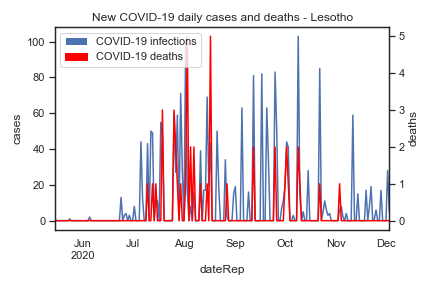 New COVID-19 daily cases and deaths - Lesotho
COVID-19 infections
COVID-19 deaths
100
80
60
40
20
0
cases
5
4
3
2
1
0
deaths
Jun Jul Aug Sep Oct Nov Dec
2020
dateRep